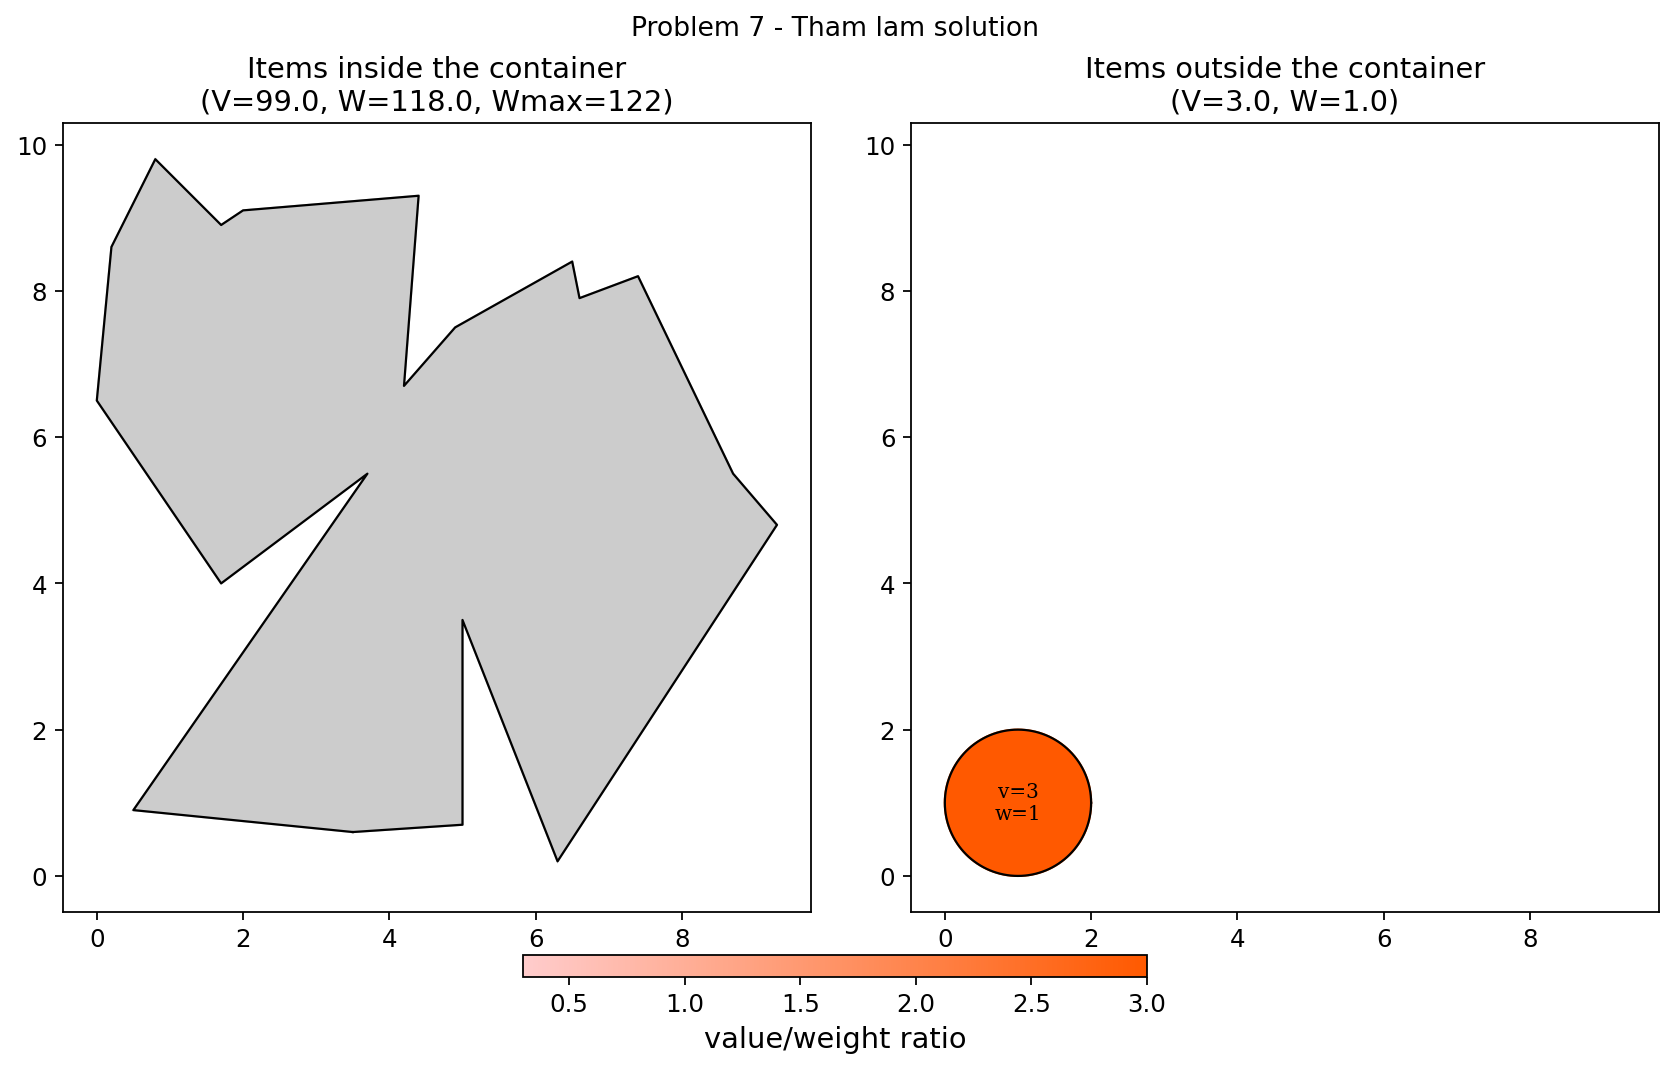 Problem 7 - Tham lam solution
Items inside the container
(V=99.0, W=118.0, Wmax=122)
10
8
6
4
2
0
0 2 4 6 8
Items outside the container
(V=3.0, W=1.0)
10
8
6
4
2
0
v=3
w=1
0 2 4 6 8
0.5 1.0 1.5 2.0 2.5 3.0
value/weight ratio